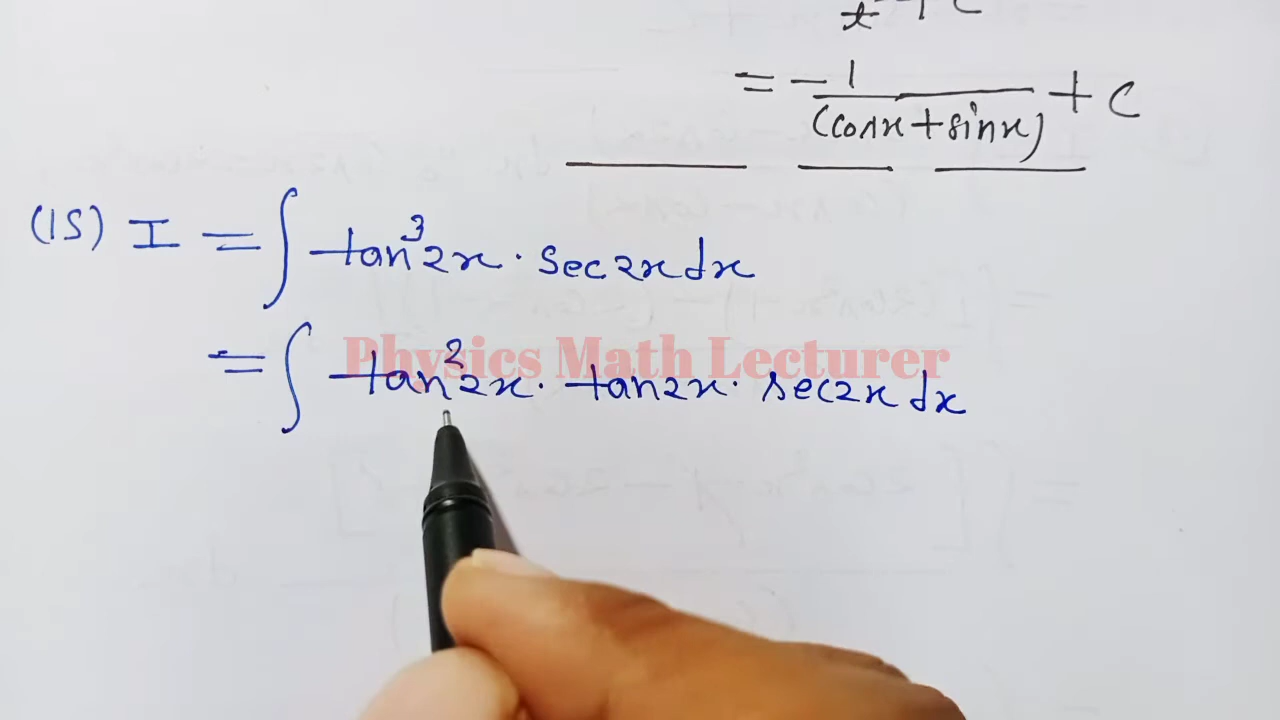 t + C
= -1/(cosx + sinx) + C
(15) I = ∫ tan³2x · sec2x dx
= ∫ tan²2x · tan2x · sec2x dx
Physics Math Lecturer